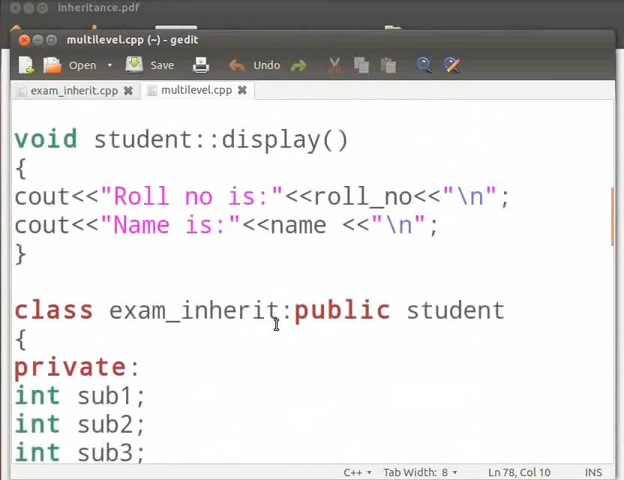 inheritance.pdf
multilevel.cpp (~) - gedit
Open Save Undo
exam_inherit.cpp multilevel.cpp
void student::display()
{
cout<<"Roll no is:"<<roll_no<<"\n";
cout<<"Name is:"<<name <<"\n";
}
class exam_inherit:public student
{
private:
int sub1;
int sub2;
int sub3;
C++ Tab Width: 8 Ln 78, Col 10 INS